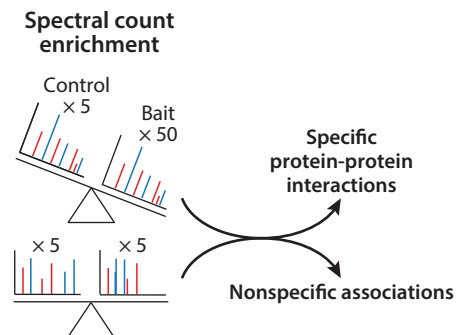 Spectral count
enrichment
Control
× 5
Bait
× 50
× 5
× 5
Specific
protein-protein
interactions
Nonspecific associations